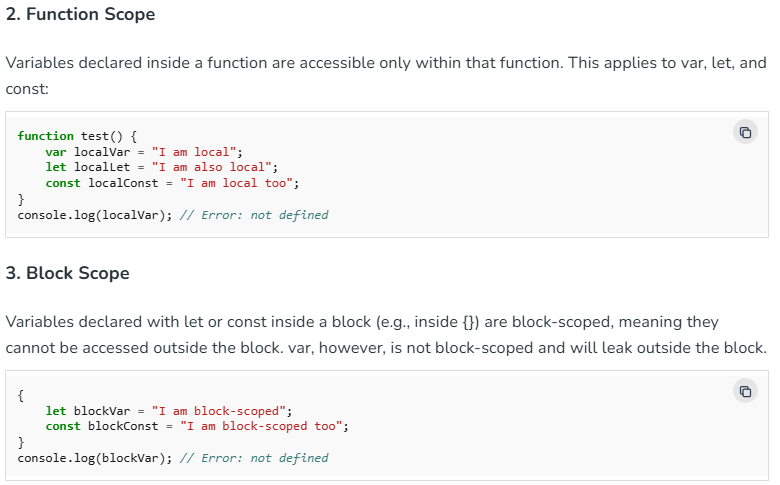 2. Function Scope
Variables declared inside a function are accessible only within that function. This applies to var, let, and
const:
function test() {
    var localVar = "I am local";
    let localLet = "I am also local";
    const localConst = "I am local too";
}
console.log(localVar); // Error: not defined
3. Block Scope
Variables declared with let or const inside a block (e.g., inside {}) are block-scoped, meaning they
cannot be accessed outside the block. var, however, is not block-scoped and will leak outside the block.
{
    let blockVar = "I am block-scoped";
    const blockConst = "I am block-scoped too";
}
console.log(blockVar); // Error: not defined